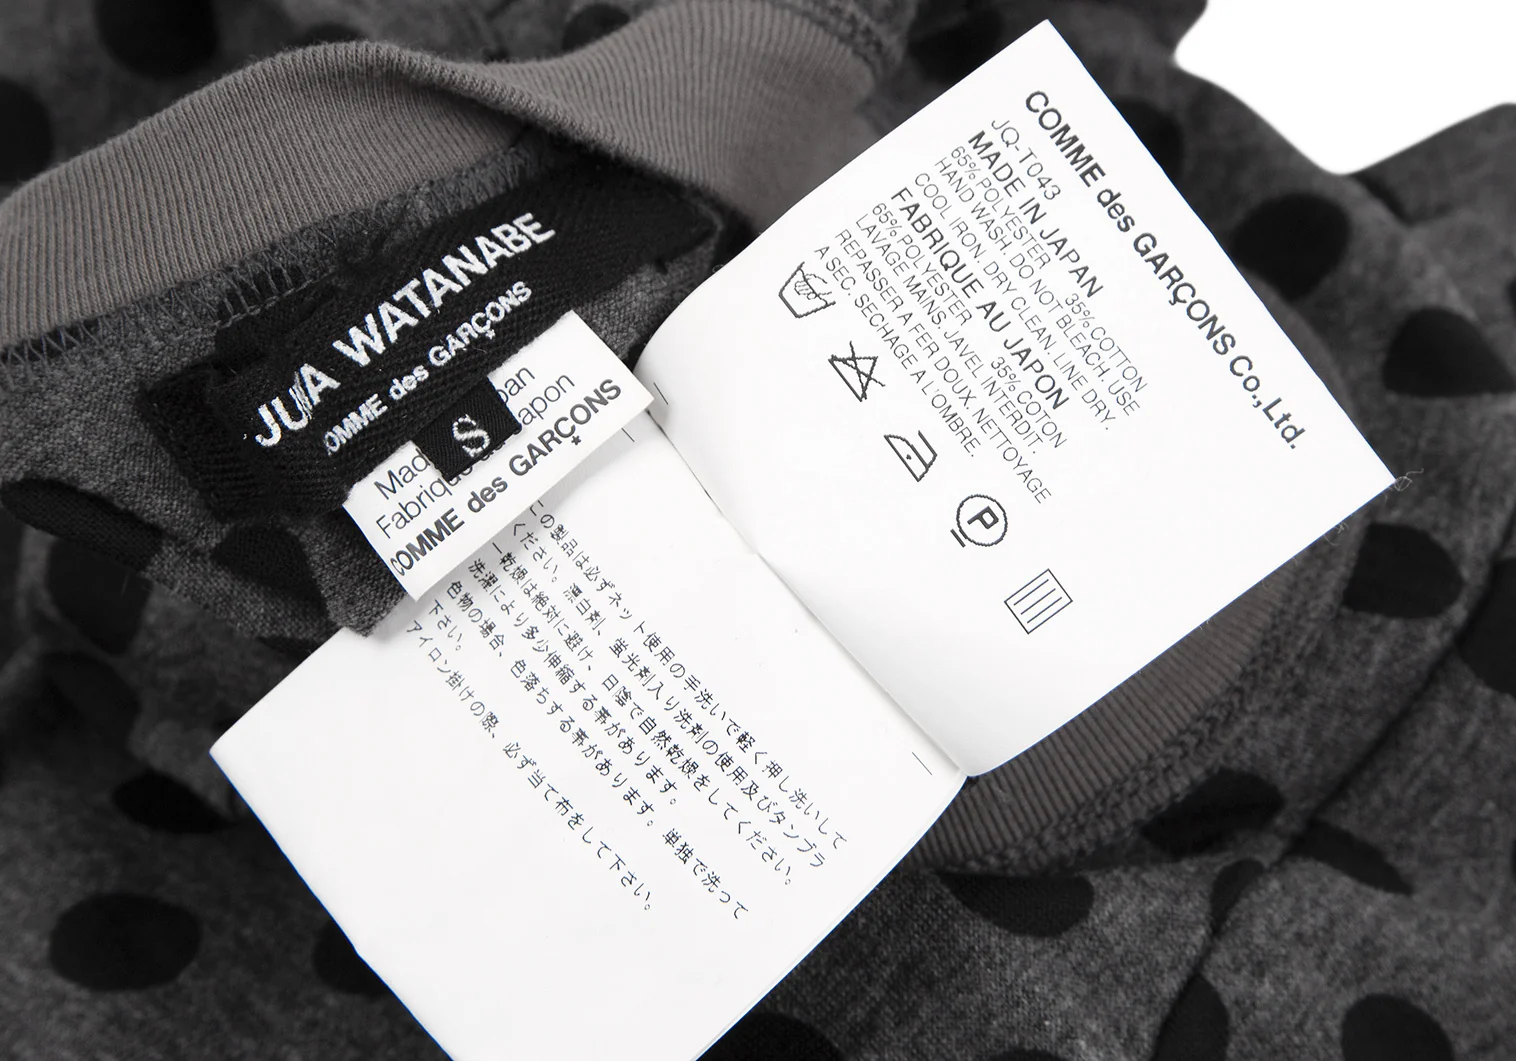 JUNYA WATANABE
COMME des GARÇONS
S
Made
pan
Fabriqué
Japon
COMME des GARÇONS
COMME des GARÇONS Co., Ltd.
JQ-T043
MADE IN JAPAN
65% POLYESTER 35% COTTON
HAND WASH. DO NOT BLEACH. USE
COOL IRON. DRY CLEAN. LINE DRY.
FABRIQUE AU JAPON
65% POLYESTER 35% COTON
LAVAGE MAINS. JAVEL INTERDIT.
REPASSER A FER DOUX. NETTOYAGE
A SEC. SECHAGE A L'OMBRE.
P
この製品は必ずネット使用の手洗いで軽く押し洗いして
ください。漂白剤、蛍光剤入り洗剤の使用及びタンブラ
ー乾燥は絶対に避け、日陰で自然乾燥をしてください。
洗濯により多少伸縮する事があります。
色物の場合、色落ちする事があります。単独で洗って
下さい。
アイロン掛けの際、必ず当て布をして下さい。